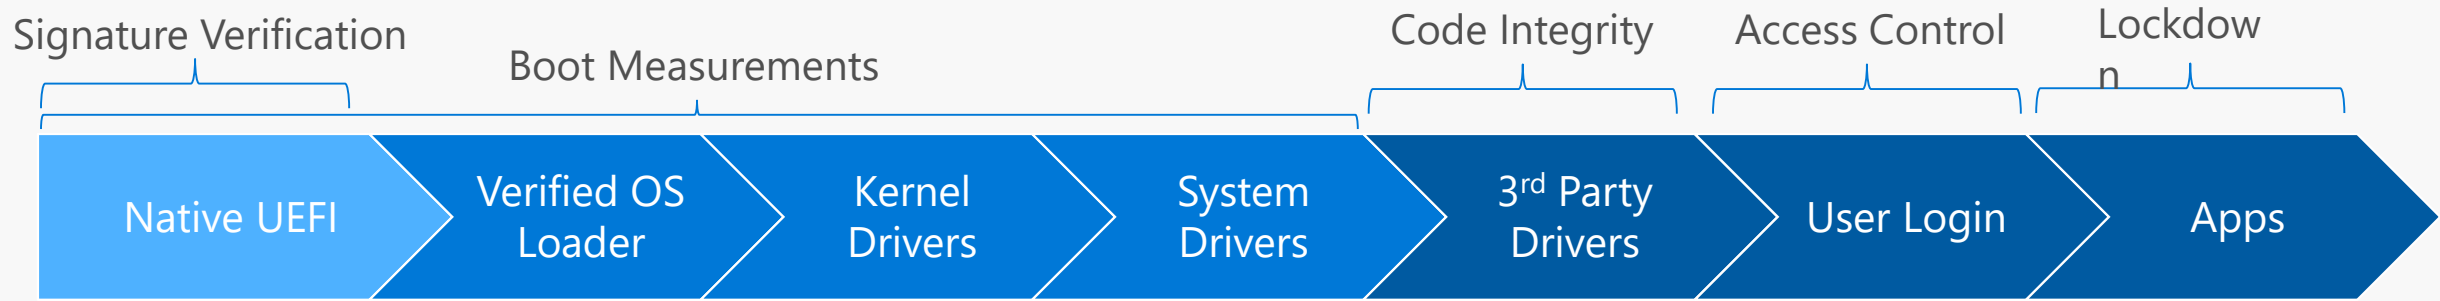 Signature Verification
Boot Measurements
Code Integrity
Access Control
Lockdow
n
Native UEFI
Verified OS
Loader
Kernel
Drivers
System
Drivers
3rd Party
Drivers
User Login
Apps